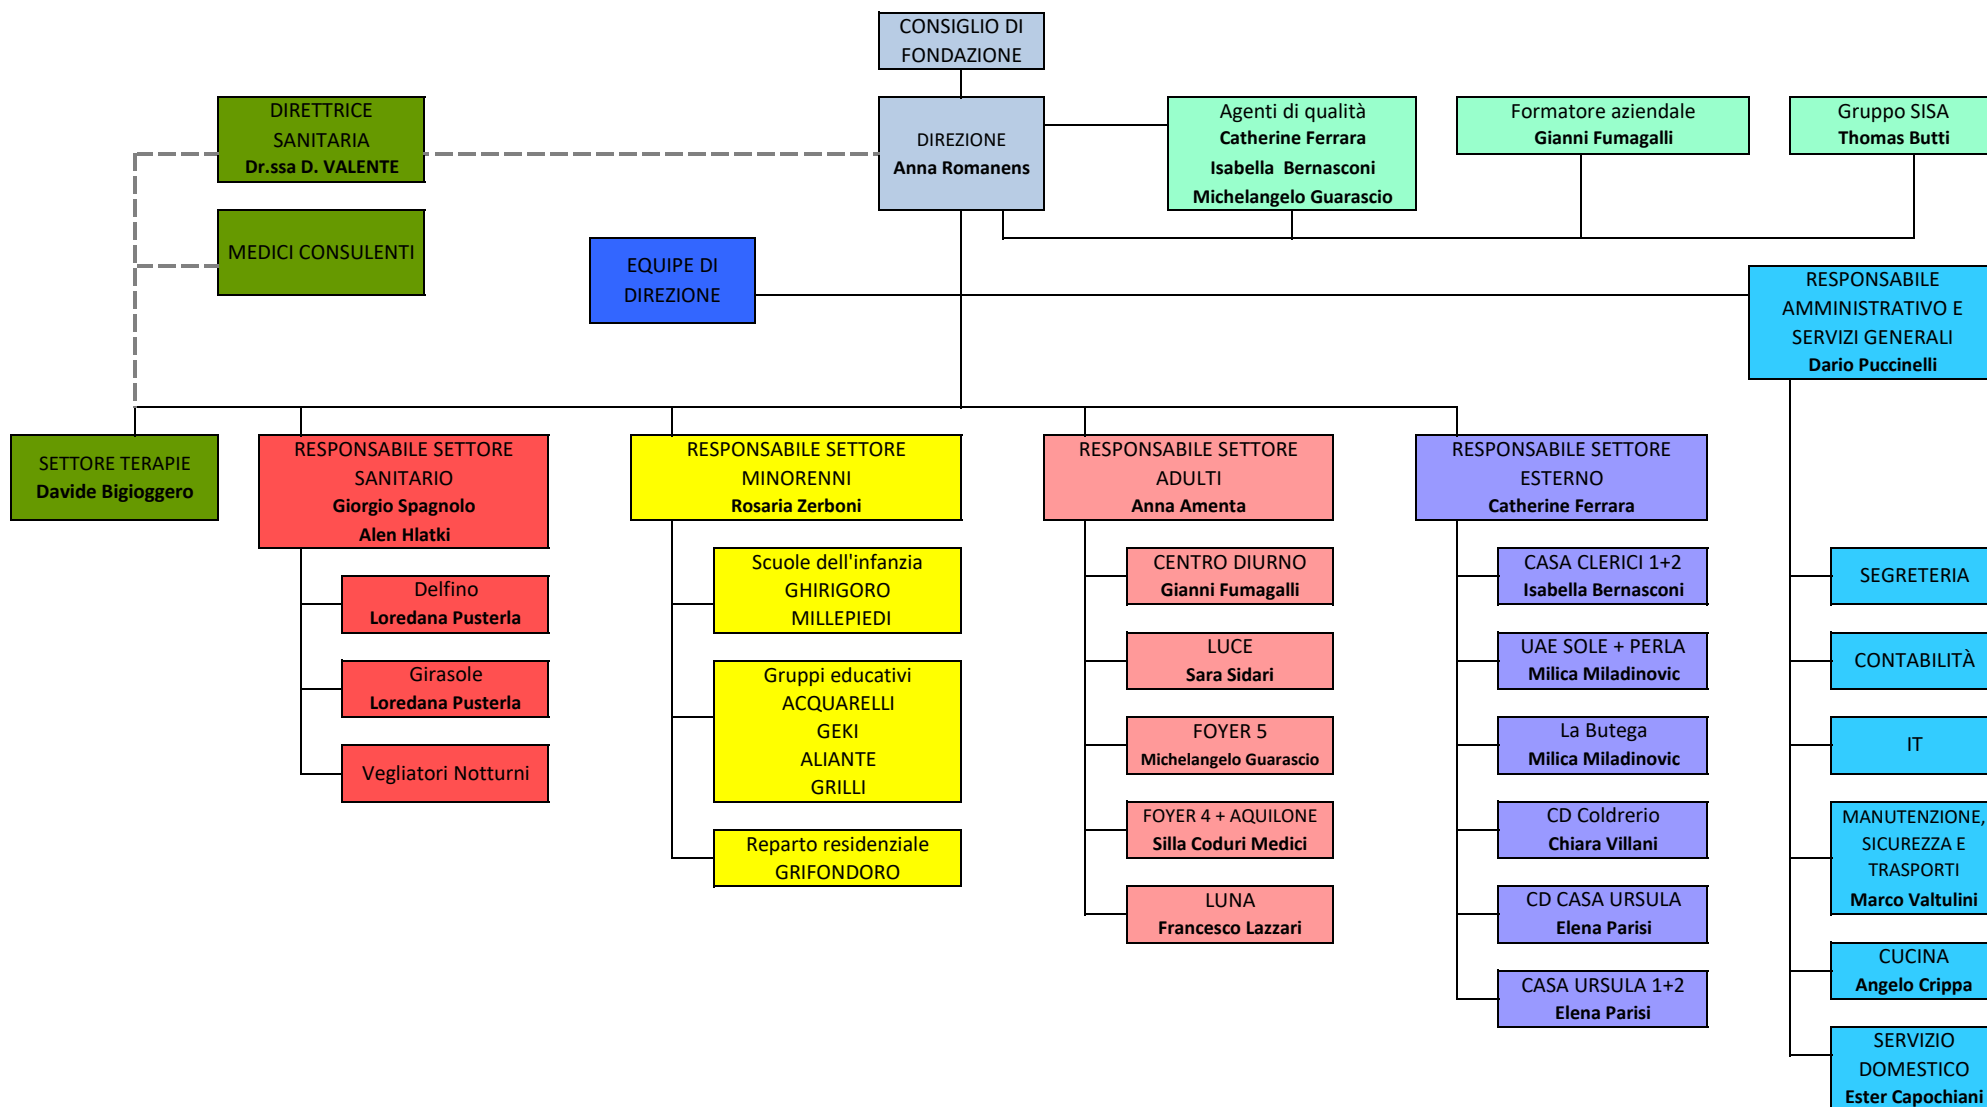 CONSIGLIO DI
FONDAZIONE
DIRETTRICE
SANITARIA
Dr.ssa D. VALENTE
DIREZIONE
Anna Romanens
Agenti di qualità
Catherine Ferrara
Isabella Bernasconi
Michelangelo Guarascio
Formatore aziendale
Gianni Fumagalli
Gruppo SISA
Thomas Butti
MEDICI CONSULENTI
EQUIPE DI
DIREZIONE
RESPONSABILE
AMMINISTRATIVO E
SERVIZI GENERALI
Dario Puccinelli
SETTORE TERAPIE
Davide Bigioggero
RESPONSABILE SETTORE
SANITARIO
Giorgio Spagnolo
Alen Hlatki
RESPONSABILE SETTORE
MINORENNI
Rosaria Zerboni
RESPONSABILE SETTORE
ADULTI
Anna Amenta
RESPONSABILE SETTORE
ESTERNO
Catherine Ferrara
Delfino
Loredana Pusterla
Girasole
Loredana Pusterla
Vegliatori Notturni
Scuole dell'infanzia
GHIRIGORO
MILLEPIEDI
Gruppi educativi
ACQUARELLI
GEKI
ALIANTE
GRILLI
Reparto residenziale
GRIFONDORO
CENTRO DIURNO
Gianni Fumagalli
LUCE
Sara Sidari
FOYER 5
Michelangelo Guarascio
FOYER 4 + AQUILONE
Silla Coduri Medici
LUNA
Francesco Lazzari
CASA CLERICI 1+2
Isabella Bernasconi
UAE SOLE + PERLA
Milica Miladinovic
La Butega
Milica Miladinovic
CD Coldrerio
Chiara Villani
CD CASA URSULA
Elena Parisi
CASA URSULA 1+2
Elena Parisi
SEGRETERIA
CONTABILITÀ
IT
MANUTENZIONE,
SICUREZZA E
TRASPORTI
Marco Valtulini
CUCINA
Angelo Crippa
SERVIZIO
DOMESTICO
Ester Capochiani